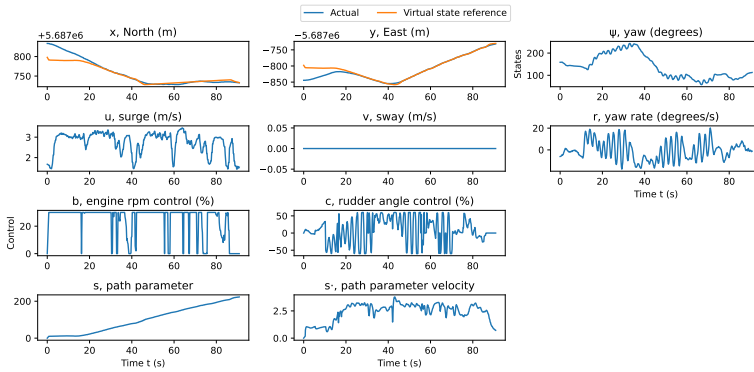 Actual Virtual state reference
x, North (m) y, East (m) ψ, yaw (degrees)
+5.687e6 −5.687e6
800
750
−750
−800
−850
200
100
States
0 20 40 60 80
0 20 40 60 80
0 20 40 60 80
u, surge (m/s) v, sway (m/s) r, yaw rate (degrees/s)
3
2
0.05
0.00
−0.05
20
0
0 20 40 60 80
0 20 40 60 80
0 20 40 60 80
Time t (s)
b, engine rpm control (%) c, rudder angle control (%)
Control
20
0
50
0
−50
0 20 40 60 80
0 20 40 60 80
s, path parameter s·, path parameter velocity
200
0
2.5
0.0
0 20 40 60 80
0 20 40 60 80
Time t (s) Time t (s)